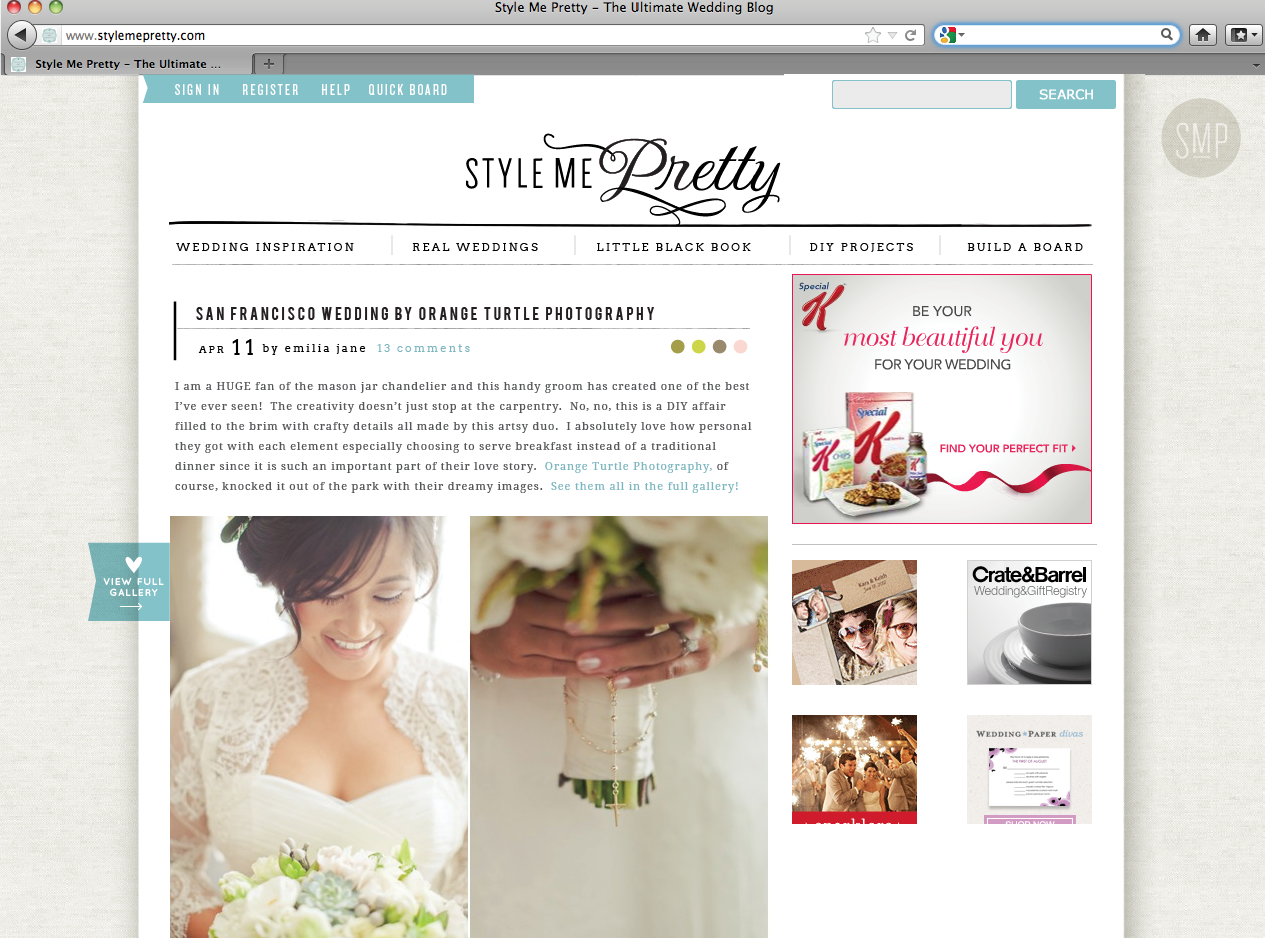 Style Me Pretty - The Ultimate Wedding Blog
www.stylemepretty.com
Style Me Pretty - The Ultimate ...
SIGN IN REGISTER HELP QUICK BOARD
SEARCH
SMP
STYLE ME Pretty
WEDDING INSPIRATION
REAL WEDDINGS
LITTLE BLACK BOOK
DIY PROJECTS
BUILD A BOARD
SAN FRANCISCO WEDDING BY ORANGE TURTLE PHOTOGRAPHY
APR 11 by emilia jane 13 comments
I am a HUGE fan of the mason jar chandelier and this handy groom has created one of the best
I've ever seen! The creativity doesn't just stop at the carpentry. No, no, this is a DIY affair
filled to the brim with crafty details all made by this artsy duo. I absolutely love how personal
they got with each element especially choosing to serve breakfast instead of a traditional
dinner since it is such an important part of their love story. Orange Turtle Photography, of
course, knocked it out of the park with their dreamy images. See them all in the full gallery!
VIEW FULL
GALLERY
Special
K
BE YOUR
most beautiful you
FOR YOUR WEDDING
Special
K
FIND YOUR PERFECT FIT
Kara & Keith
Crate&Barrel
Wedding&GiftRegistry
WEDDING PAPER divas
SHOP NOW